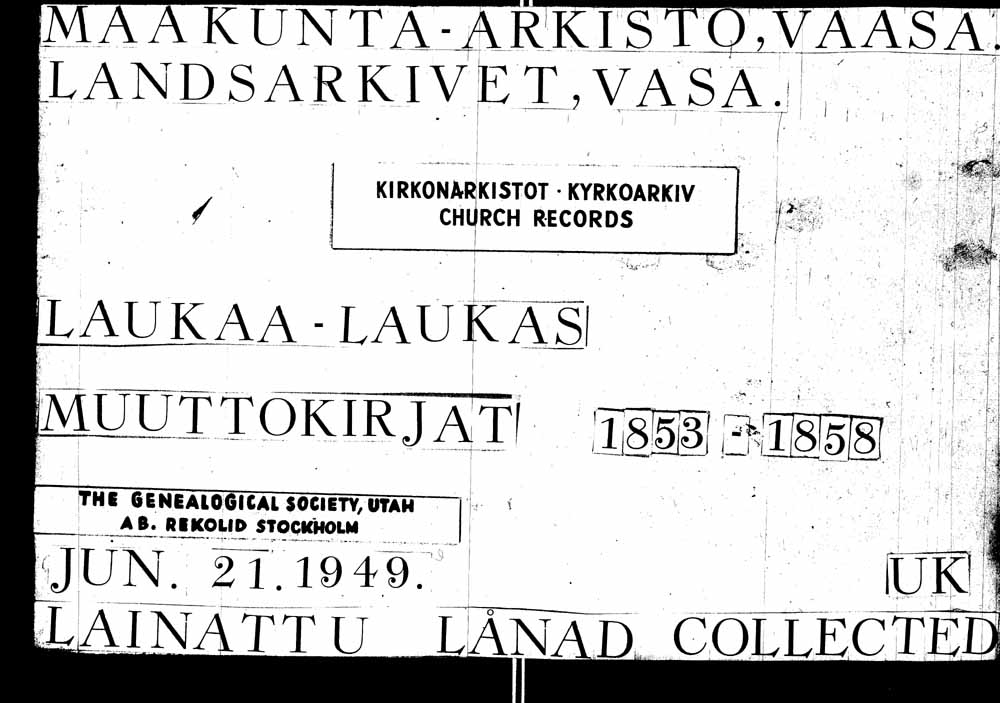 MAAKUNTA-ARKISTO,VAASA.
LANDSARKIVET,VASA.
KIRKONARKISTOT · KYRKOARKIV
CHURCH RECORDS
LAUKAA-LAUKAS
MUUTTOKIRJAT 1853 - 1858
THE GENEALOGICAL SOCIETY, UTAH
A B. REKOLID STOCKHOLM
JUN. 21.1949. UK
LAINATTU LÅNAD COLLECTED